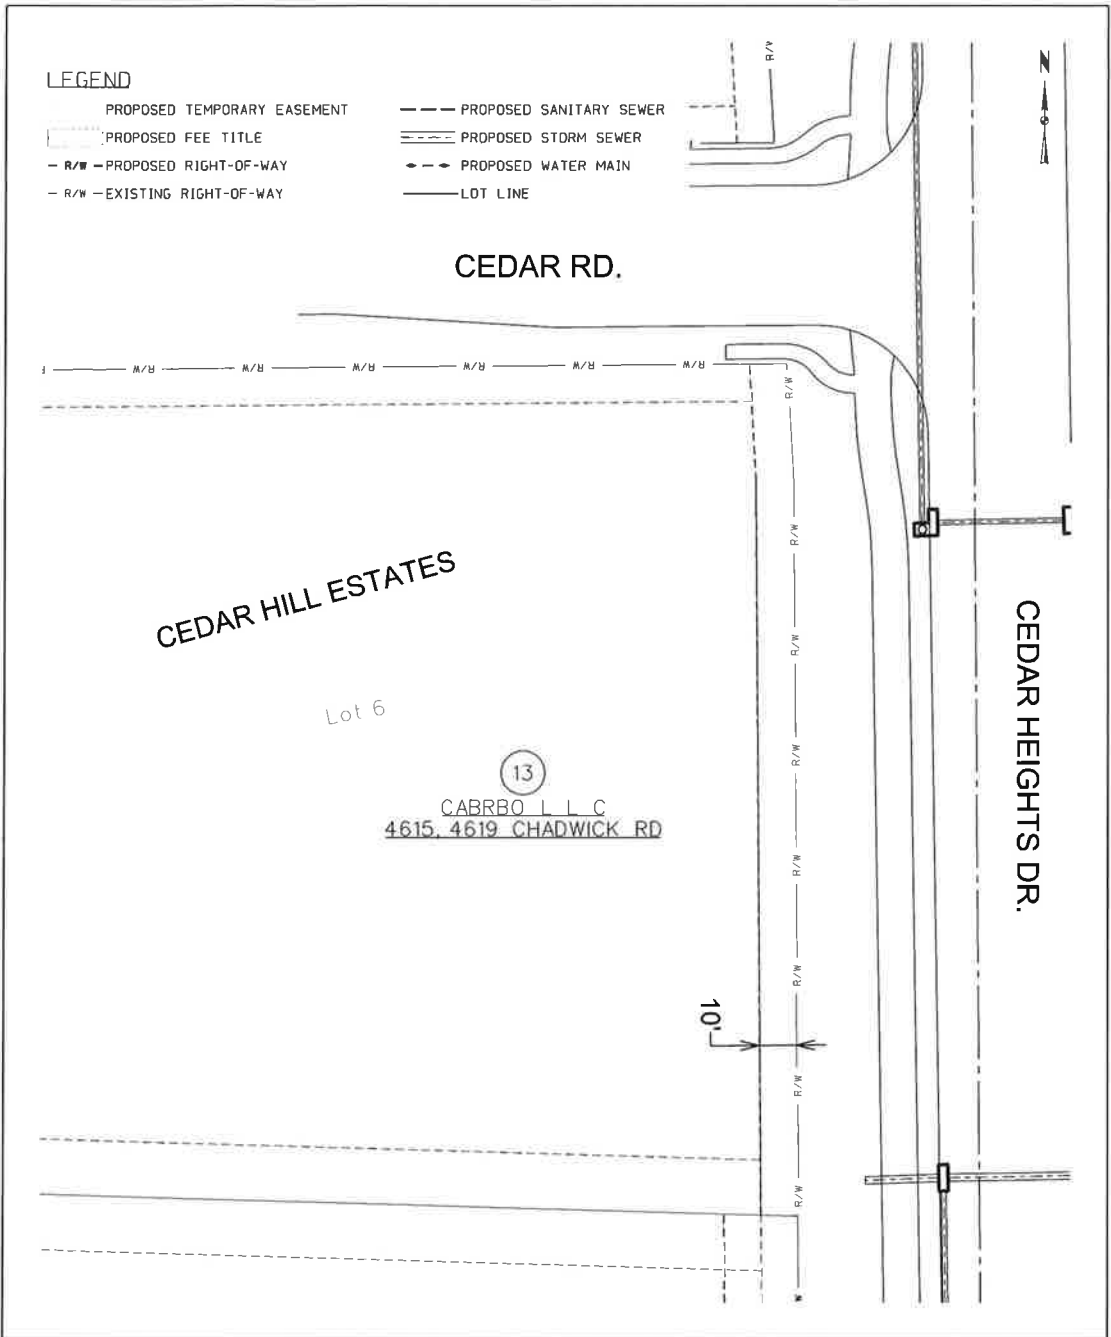 LEGEND
PROPOSED TEMPORARY EASEMENT
PROPOSED FEE TITLE
R/W PROPOSED RIGHT-OF-WAY
R/W EXISTING RIGHT-OF-WAY
PROPOSED SANITARY SEWER
PROPOSED STORM SEWER
PROPOSED WATER MAIN
LOT LINE
R/W
N
CEDAR RD.
R/W R/W R/W R/W R/W R/W
R/W
R/W
CEDAR HILL ESTATES
R/W
CEDAR HEIGHTS DR.
Lot 6
R/W
13
CABRBO L L C
4615, 4619 CHADWICK RD
R/W
R/W
10'
R/W
R/W